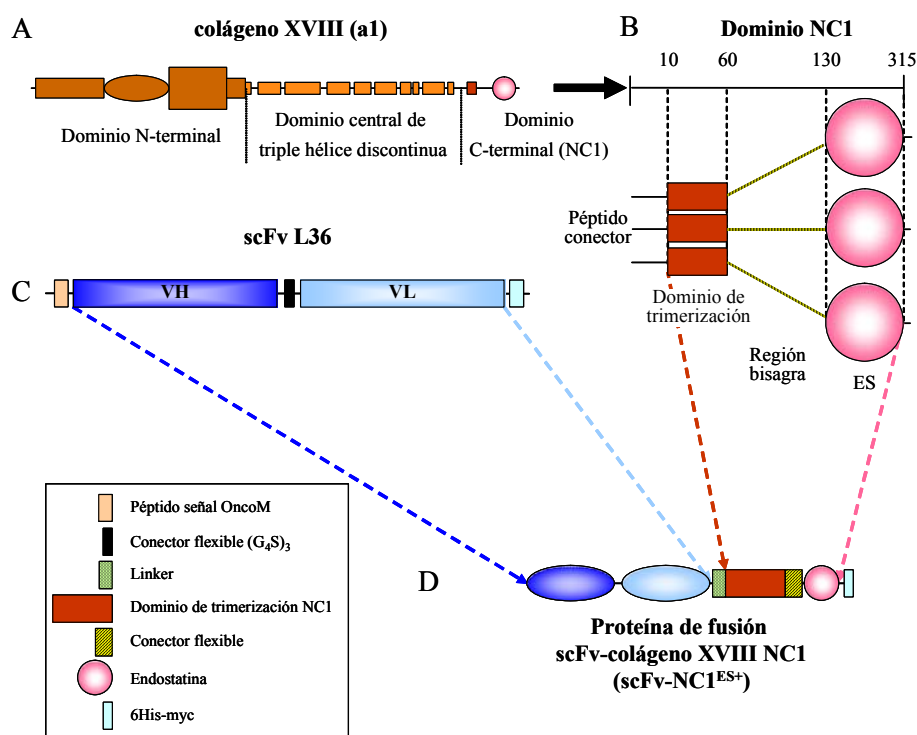 A
colágeno XVIII (a1)
Dominio N-terminal
Dominio central de
triple hélice discontinua
Dominio
C-terminal (NC1)
B
Dominio NC1
10
60
130
315
Péptido
conector
Dominio de
trimerización
Región
bisagra
ES
scFv L36
C
VH
VL
D
Proteína de fusión
scFv-colágeno XVIII NC1
(scFv-NC1ᴱˢ⁺)
Péptido señal OncoM
Conector flexible (G₄S)₃
Linker
Dominio de trimerización NC1
Conector flexible
Endostatina
6His-myc